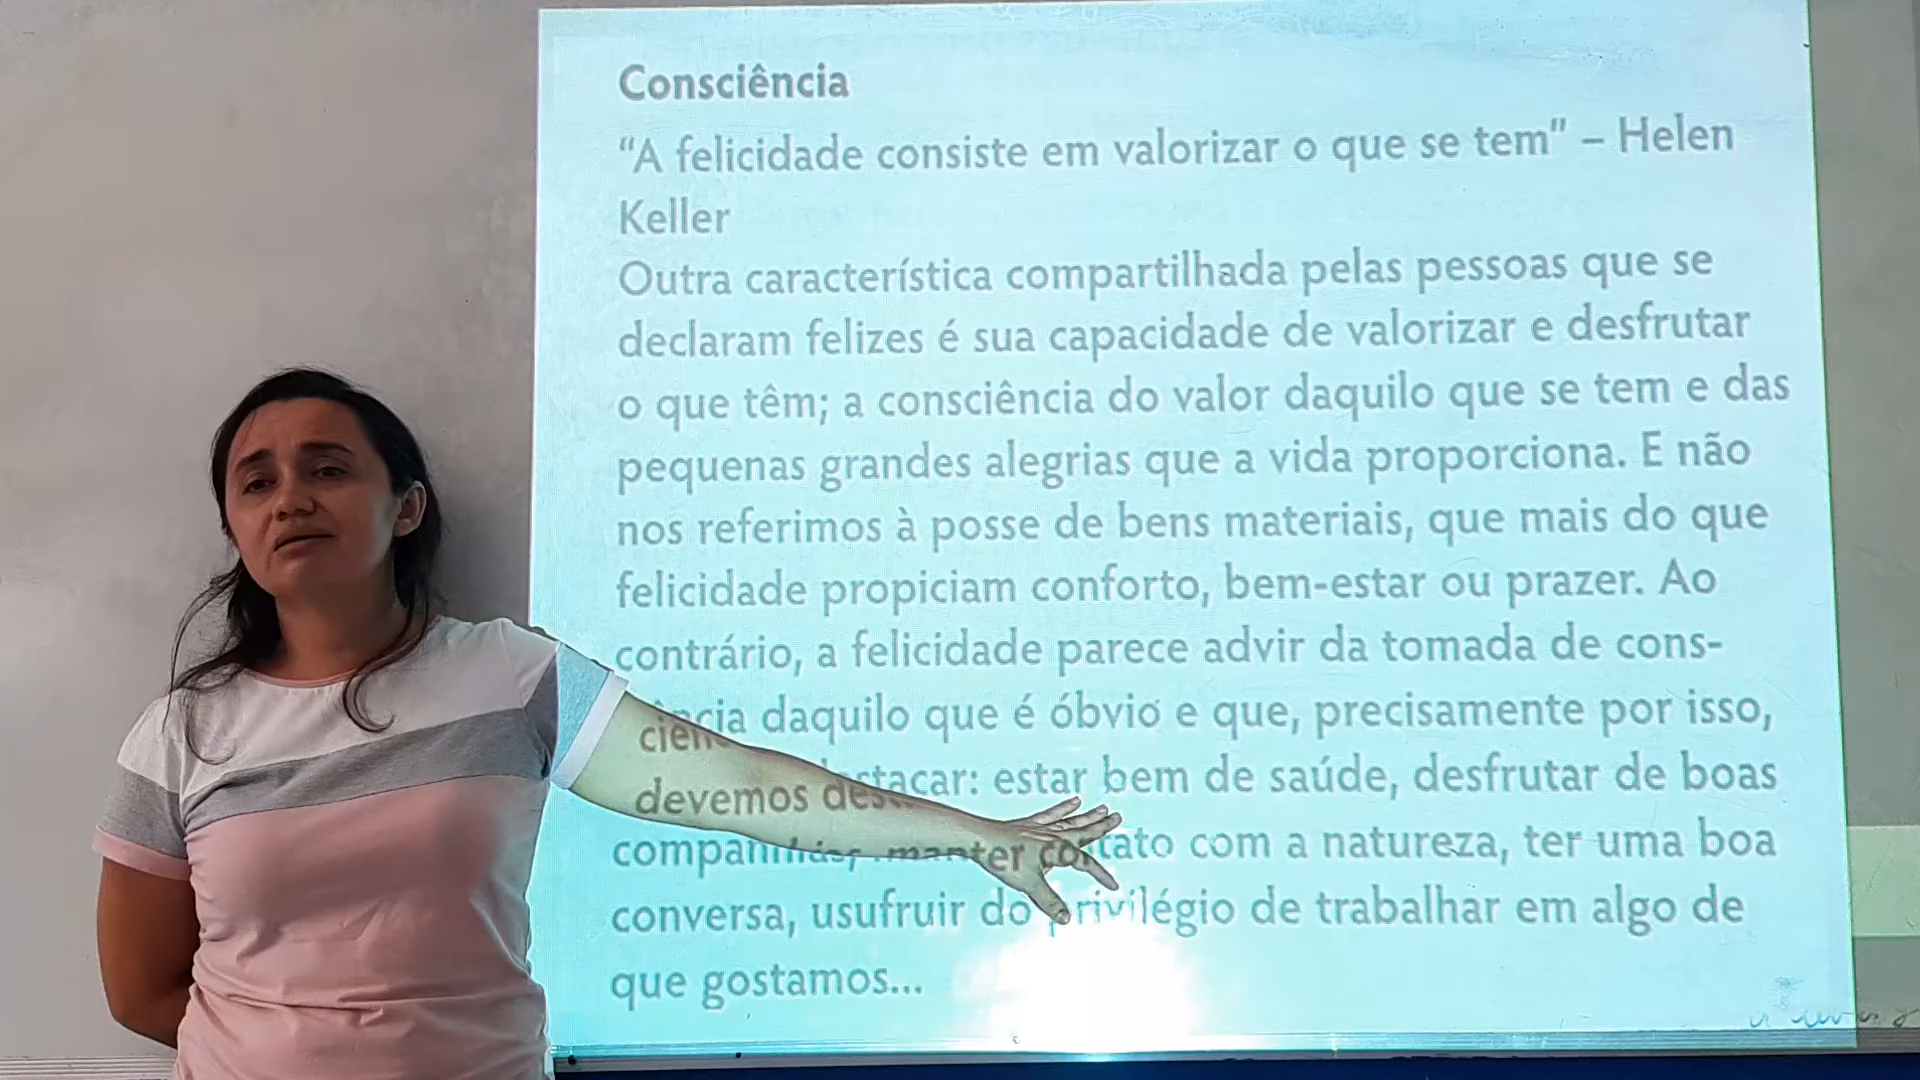 Consciência
“A felicidade consiste em valorizar o que se tem” – Helen
Keller
Outra característica compartilhada pelas pessoas que se
declaram felizes é sua capacidade de valorizar e desfrutar
o que têm; a consciência do valor daquilo que se tem e das
pequenas grandes alegrias que a vida proporciona. E não
nos referimos à posse de bens materiais, que mais do que
felicidade propiciam conforto, bem-estar ou prazer. Ao
contrário, a felicidade parece advir da tomada de cons-
ciência daquilo que é óbvio e que, precisamente por isso,
devemos destacar: estar bem de saúde, desfrutar de boas
companhias, manter contato com a natureza, ter uma boa
conversa, usufruir do privilégio de trabalhar em algo de
que gostamos...